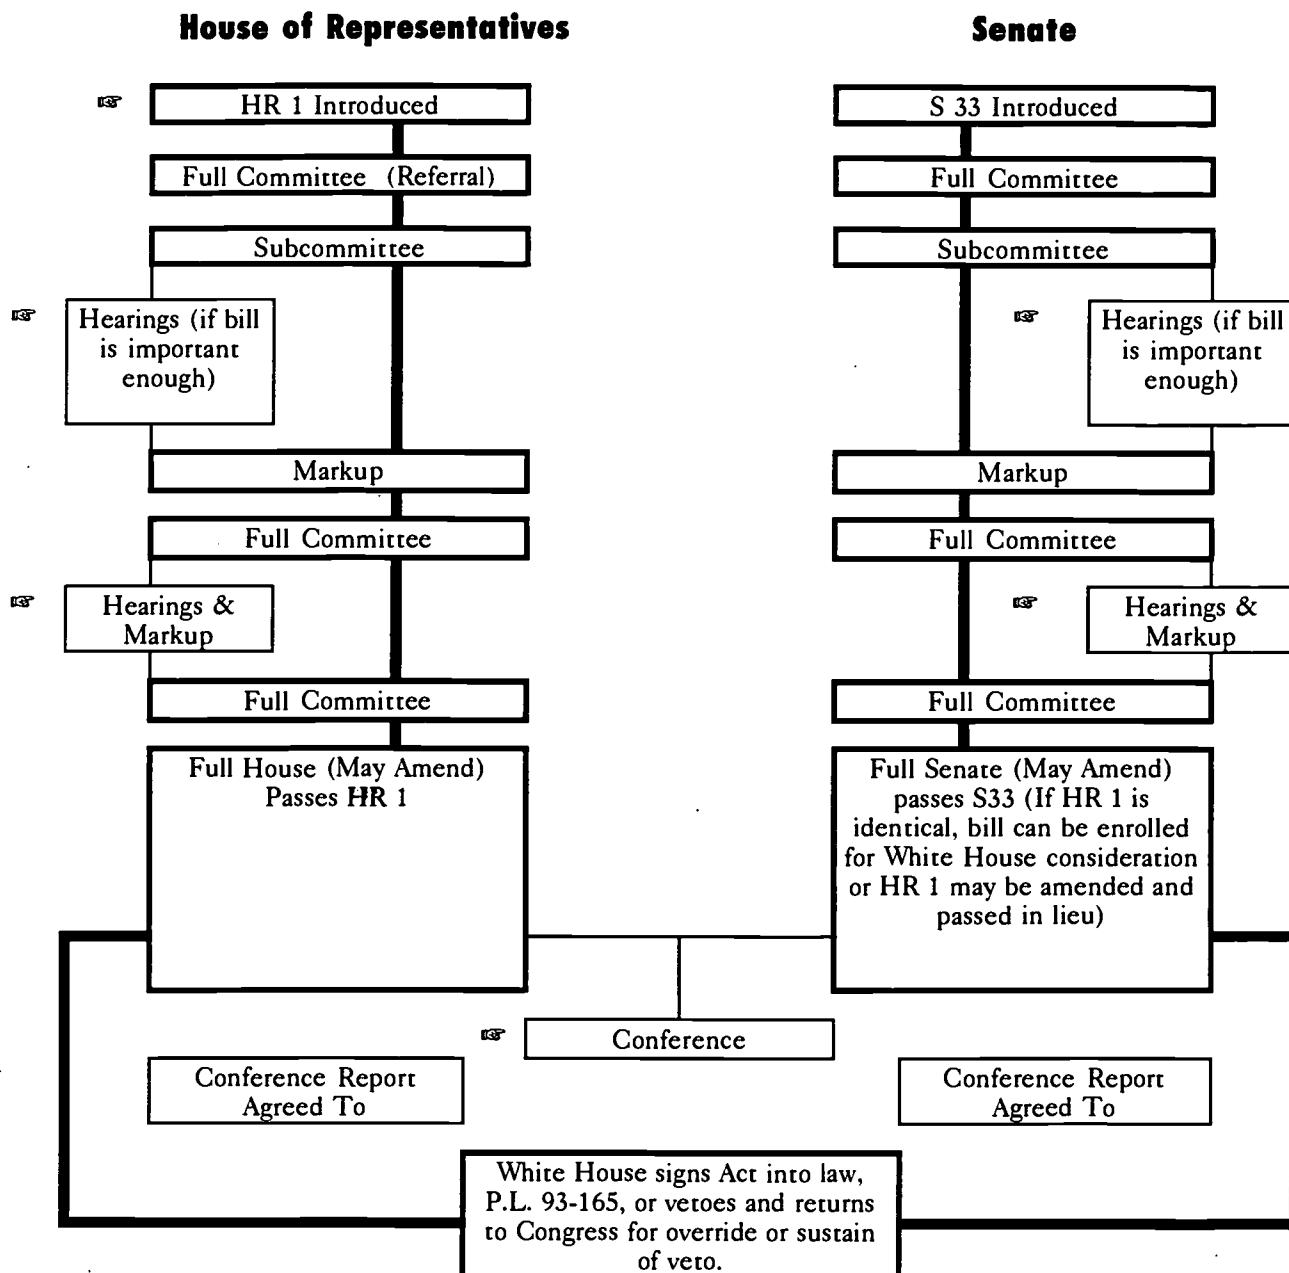 House of Representatives
HR 1 Introduced
Full Committee (Referral)
Subcommittee
Hearings (if bill
is important
enough)
Markup
Full Committee
Hearings &
Markup
Full Committee
Full House (May Amend)
Passes HR 1
Senate
S 33 Introduced
Full Committee
Subcommittee
Hearings (if bill
is important
enough)
Markup
Full Committee
Hearings &
Markup
Full Committee
Full Senate (May Amend)
passes S33 (If HR 1 is
identical, bill can be enrolled
for White House consideration
or HR 1 may be amended and
passed in lieu)
Conference
Conference Report
Agreed To
Conference Report
Agreed To
White House signs Act into law,
P.L. 93-165, or vetoes and returns
to Congress for override or sustain
of veto.